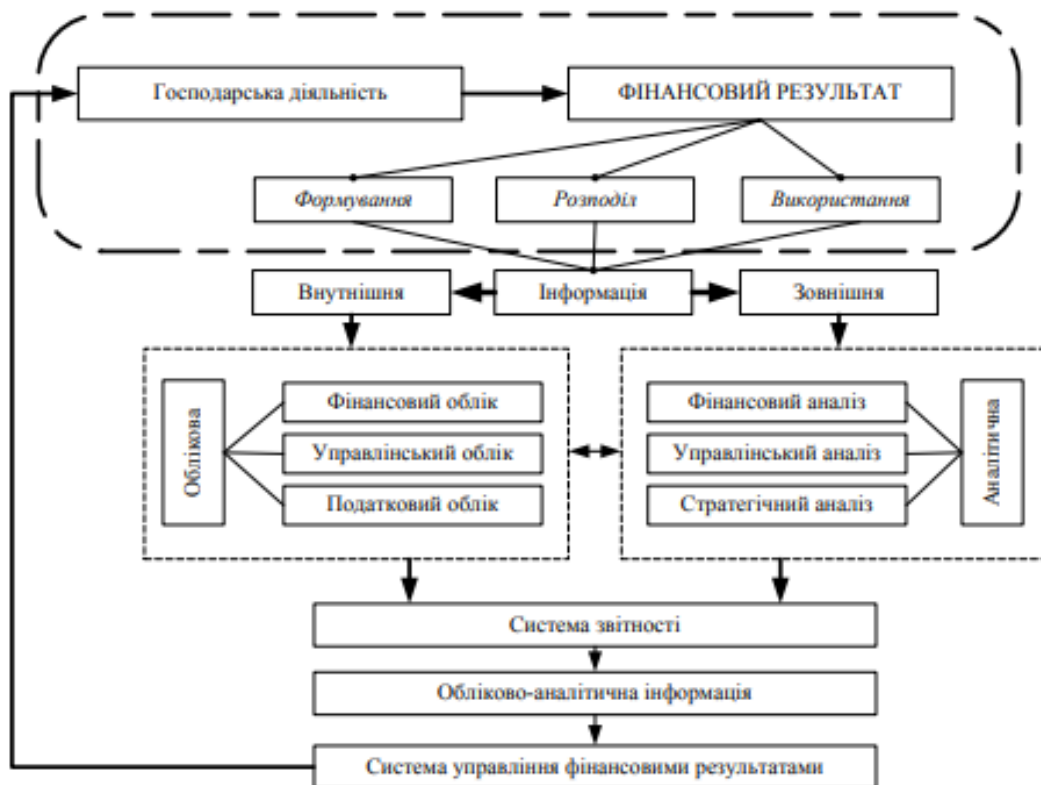 Господарська діяльність
ФІНАНСОВИЙ РЕЗУЛЬТАТ
Формування
Розподіл
Використання
Внутнішня
Інформація
Зовнішня
Облікова
Фінансовий облік
Управлінський облік
Податковий облік
Фінансовий аналіз
Управлінський аналіз
Стратегічний аналіз
Аналітична
Система звітності
Обліково-аналітична інформація
Система управління фінансовими результатами